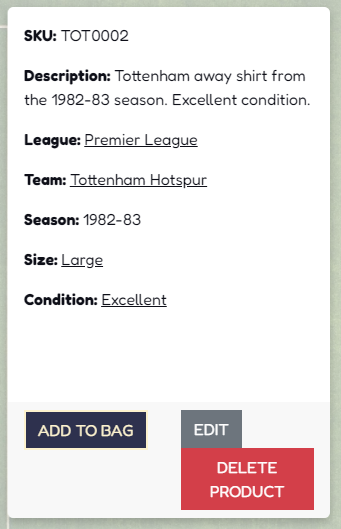 SKU: TOT0002
Description: Tottenham away shirt from
the 1982-83 season. Excellent condition.
League: Premier League
Team: Tottenham Hotspur
Season: 1982-83
Size: Large
Condition: Excellent
ADD TO BAG
EDIT
DELETE
PRODUCT